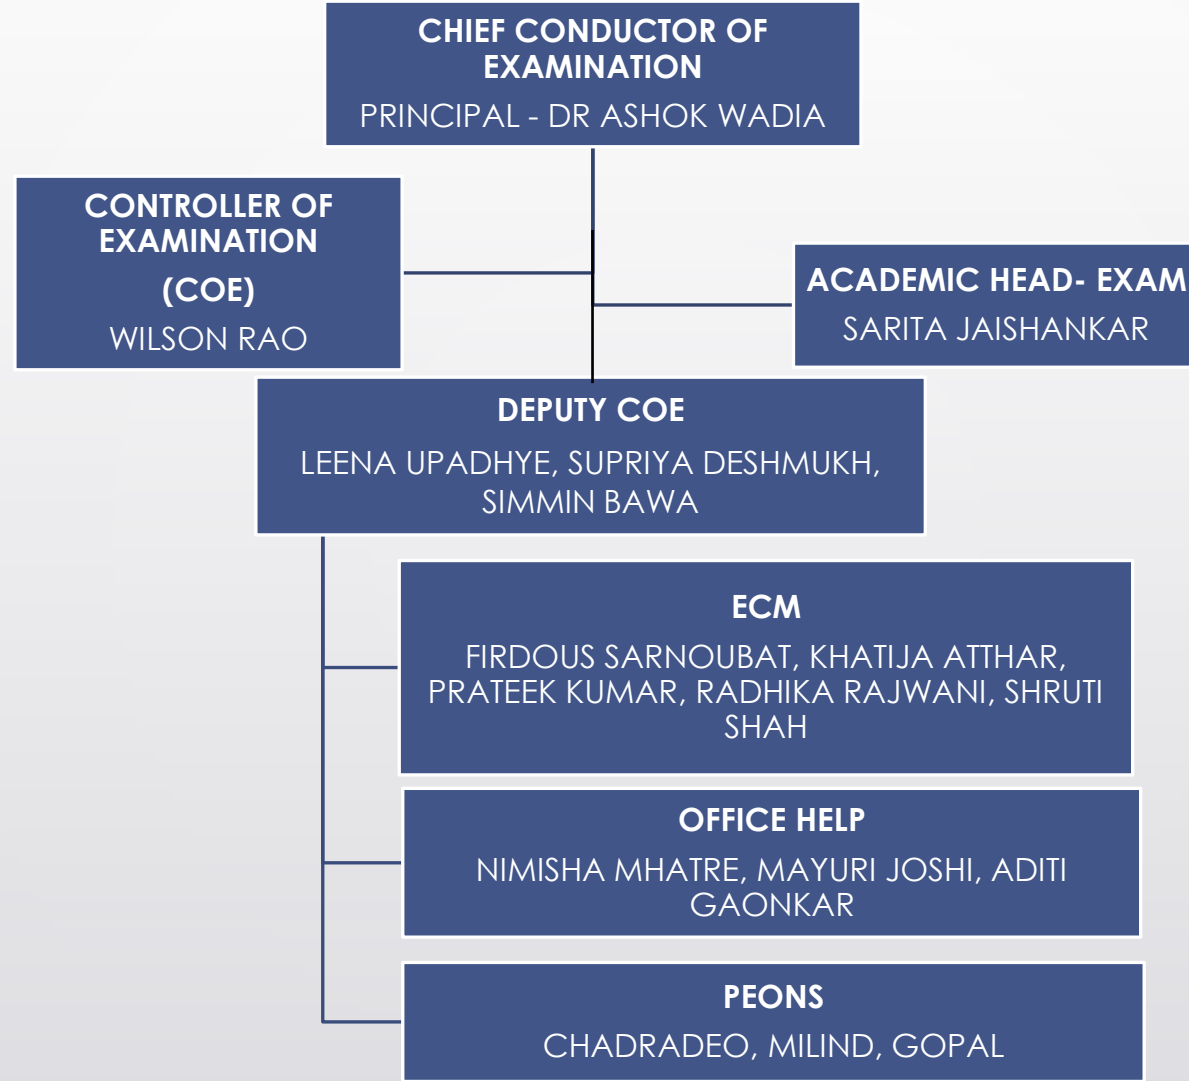 CHIEF CONDUCTOR OF
EXAMINATION
PRINCIPAL - DR ASHOK WADIA
CONTROLLER OF
EXAMINATION
(COE)
WILSON RAO
ACADEMIC HEAD- EXAM
SARITA JAISHANKAR
DEPUTY COE
LEENA UPADHYE, SUPRIYA DESHMUKH,
SIMMIN BAWA
ECM
FIRDOUS SARNOUBAT, KHATIJA ATTHAR,
PRATEEK KUMAR, RADHIKA RAJWANI, SHRUTI
SHAH
OFFICE HELP
NIMISHA MHATRE, MAYURI JOSHI, ADITI
GAONKAR
PEONS
CHADRADEO, MILIND, GOPAL